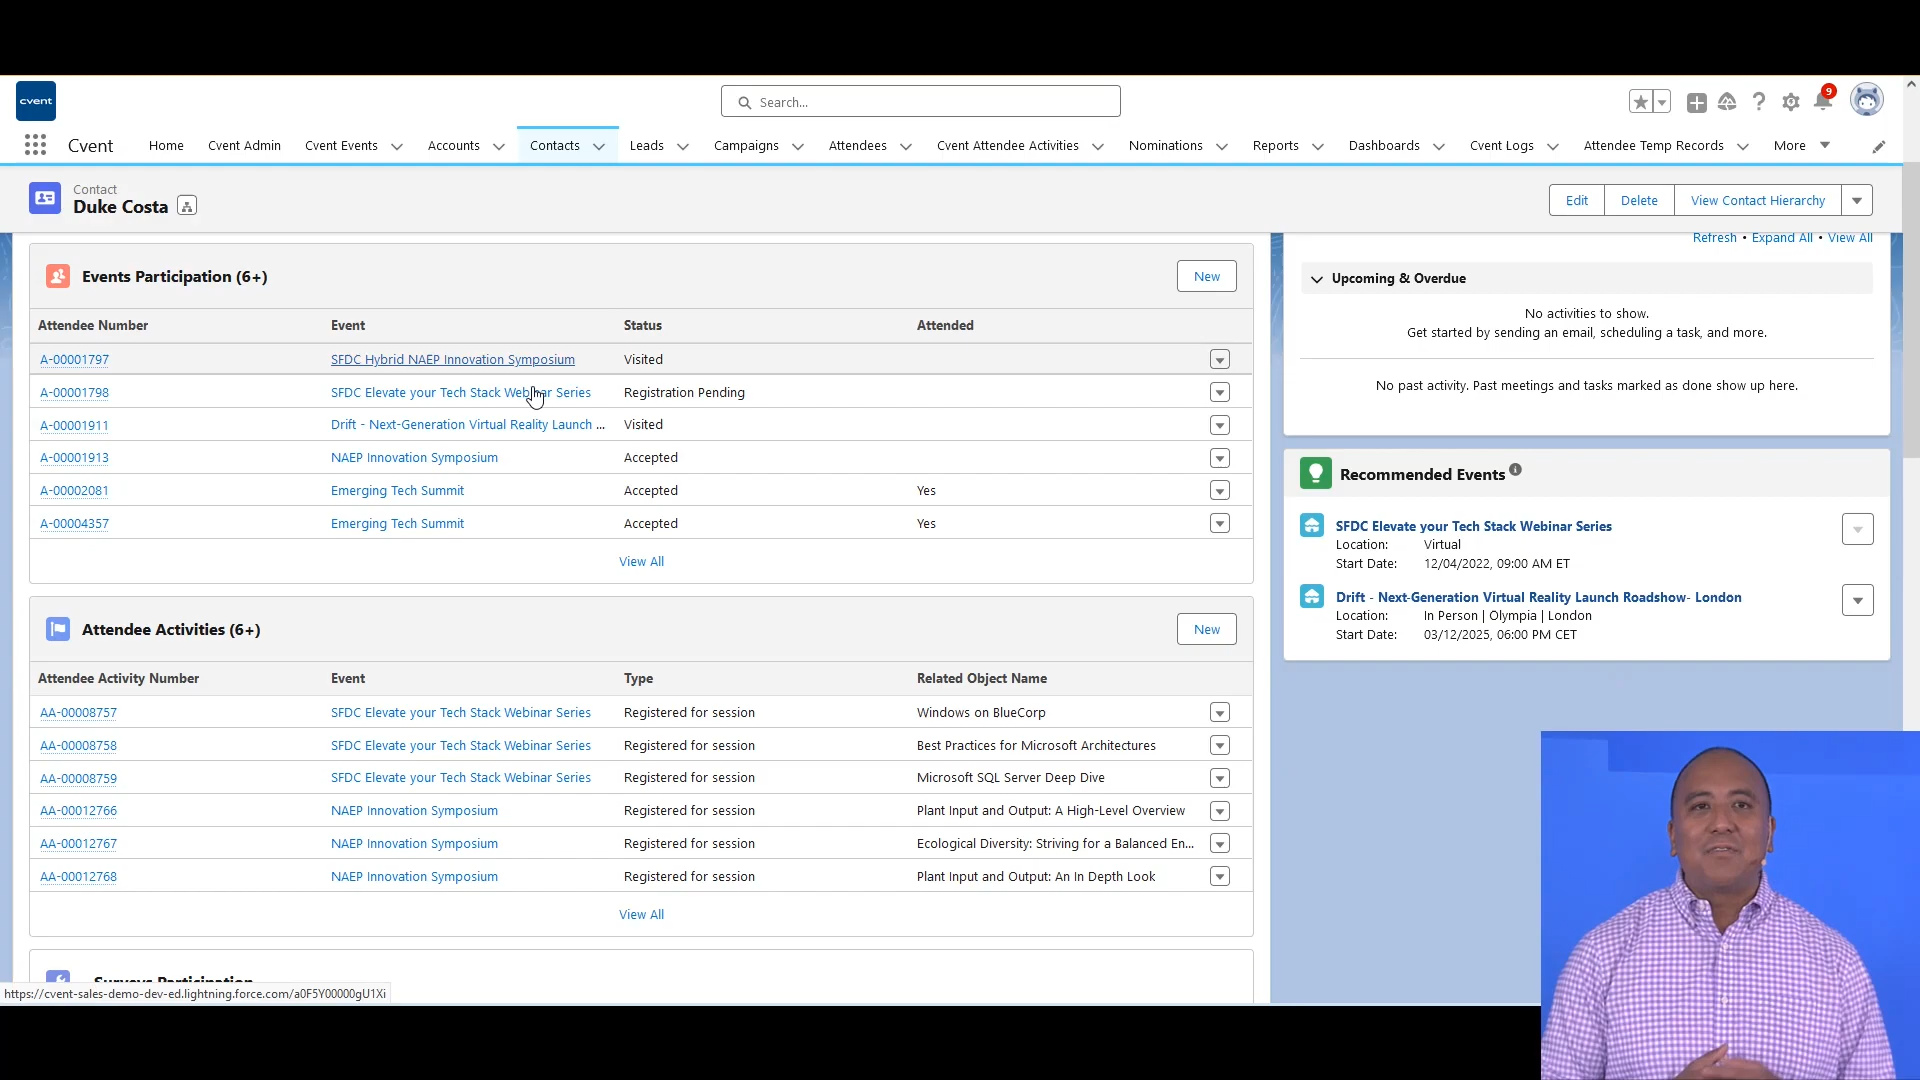 cvent
Search...
9
Cvent
Home
Cvent Admin
Cvent Events
Accounts
Contacts
Leads
Campaigns
Attendees
Cvent Attendee Activities
Nominations
Reports
Dashboards
Cvent Logs
Attendee Temp Records
More
Contact
Duke Costa
Edit
Delete
View Contact Hierarchy
Events Participation (6+)
New
Attendee Number Event Status Attended
A-00001797 SFDC Hybrid NAEP Innovation Symposium Visited
A-00001798 SFDC Elevate your Tech Stack Webinar Series Registration Pending
A-00001911 Drift - Next-Generation Virtual Reality Launch ... Visited
A-00001913 NAEP Innovation Symposium Accepted
A-00002081 Emerging Tech Summit Accepted Yes
A-00004357 Emerging Tech Summit Accepted Yes
View All
Attendee Activities (6+)
New
Attendee Activity Number Event Type Related Object Name
AA-00008757 SFDC Elevate your Tech Stack Webinar Series Registered for session Windows on BlueCorp
AA-00008758 SFDC Elevate your Tech Stack Webinar Series Registered for session Best Practices for Microsoft Architectures
AA-00008759 SFDC Elevate your Tech Stack Webinar Series Registered for session Microsoft SQL Server Deep Dive
AA-00012766 NAEP Innovation Symposium Registered for session Plant Input and Output: A High-Level Overview
AA-00012767 NAEP Innovation Symposium Registered for session Ecological Diversity: Striving for a Balanced En...
AA-00012768 NAEP Innovation Symposium Registered for session Plant Input and Output: An In Depth Look
View All
Surveys Participation
https://cvent-sales-demo-dev-ed.lightning.force.com/a0F5Y00000gU1Xi
Refresh • Expand All • View All
Upcoming & Overdue
No activities to show.
Get started by sending an email, scheduling a task, and more.
No past activity. Past meetings and tasks marked as done show up here.
Recommended Events
SFDC Elevate your Tech Stack Webinar Series
Location: Virtual
Start Date: 12/04/2022, 09:00 AM ET
Drift - Next-Generation Virtual Reality Launch Roadshow- London
Location: In Person | Olympia | London
Start Date: 03/12/2025, 06:00 PM CET